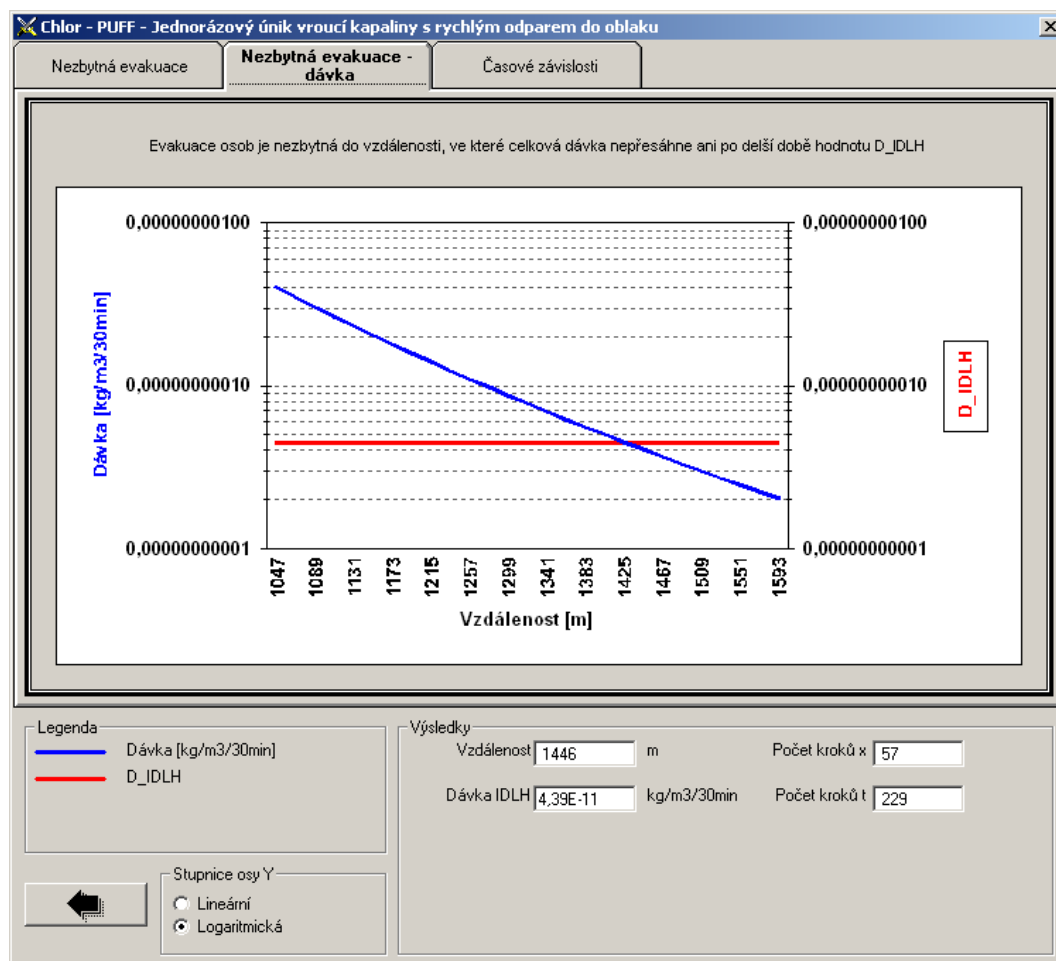 Chlor - PUFF - Jednorázový únik vroucí kapaliny s rychlým odparem do oblaku
Nezbytná evakuace
Nezbytná evakuace -
dávka
Časové závislosti
Evakuace osob je nezbytná do vzdálenosti, ve které celková dávka nepřesáhne ani po delší době hodnotu D_IDLH
0,00000000100
0,00000000010
0,00000000001
Dávka [kg/m3/30min]
0,00000000100
0,00000000010
0,00000000001
D_IDLH
1047
1089
1131
1173
1215
1257
1299
1341
1383
1425
1467
1509
1551
1593
Vzdálenost [m]
Legenda
Dávka [kg/m3/30min]
D_IDLH
Výsledky
Vzdálenost 1446 m Počet kroků x 57
Dávka IDLH 4,39E-11 kg/m3/30min Počet kroků t 229
Stupnice osy Y
Lineární
Logaritmická